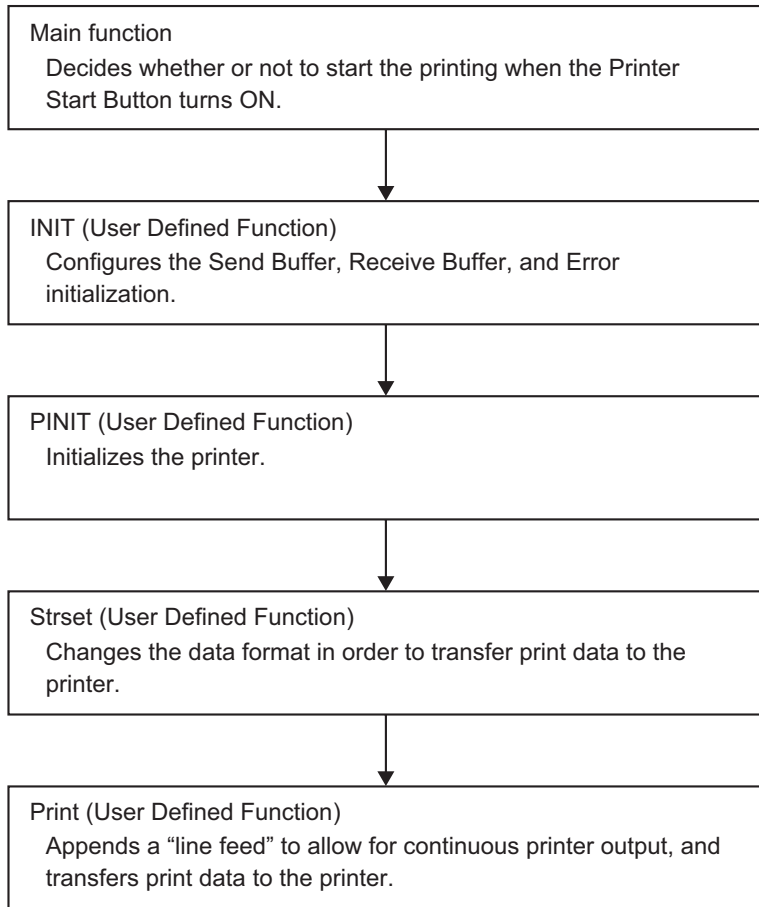 Main function
Decides whether or not to start the printing when the Printer
Start Button turns ON.
INIT (User Defined Function)
Configures the Send Buffer, Receive Buffer, and Error
initialization.
PINIT (User Defined Function)
Initializes the printer.
Strset (User Defined Function)
Changes the data format in order to transfer print data to the
printer.
Print (User Defined Function)
Appends a “line feed” to allow for continuous printer output, and
transfers print data to the printer.